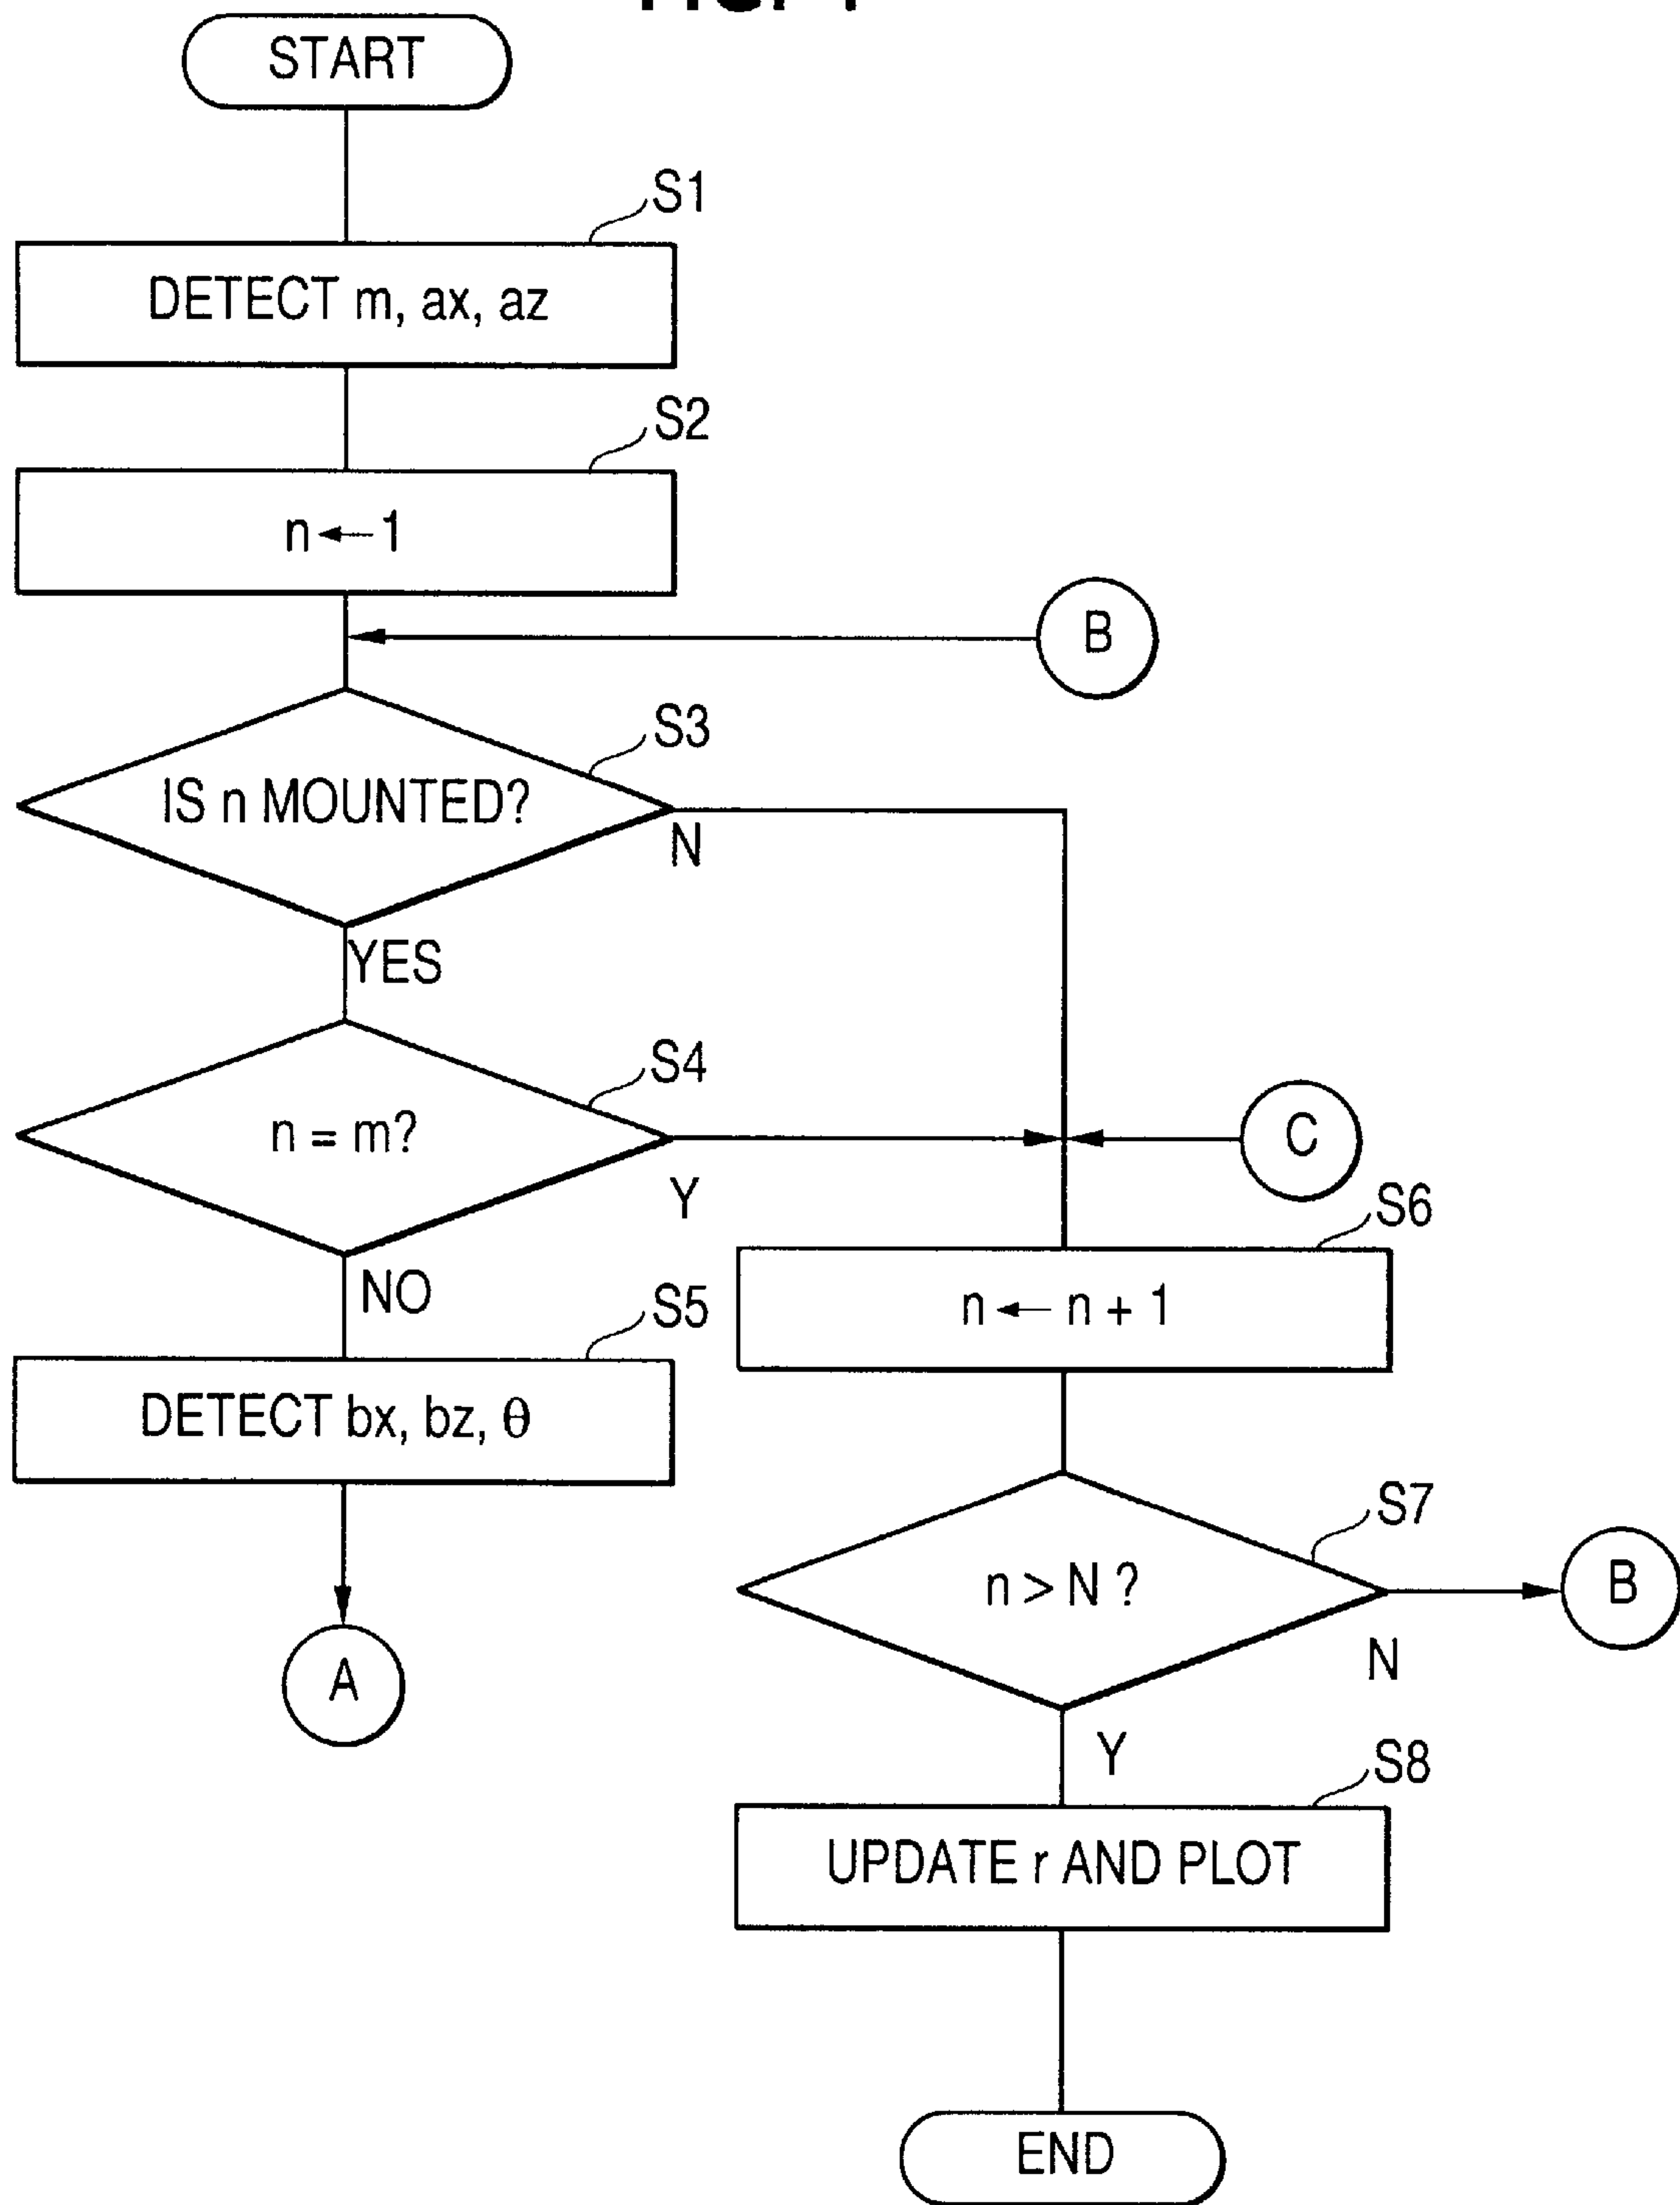 START
S1
DETECT m, ax, az
S2
n ← 1
B
S3
IS n MOUNTED?
N
YES
S4
n = m?
C
Y
S6
NO
n ← n + 1
S5
DETECT bx, bz, θ
S7
n > N ?
B
N
A
Y
S8
UPDATE r AND PLOT
END